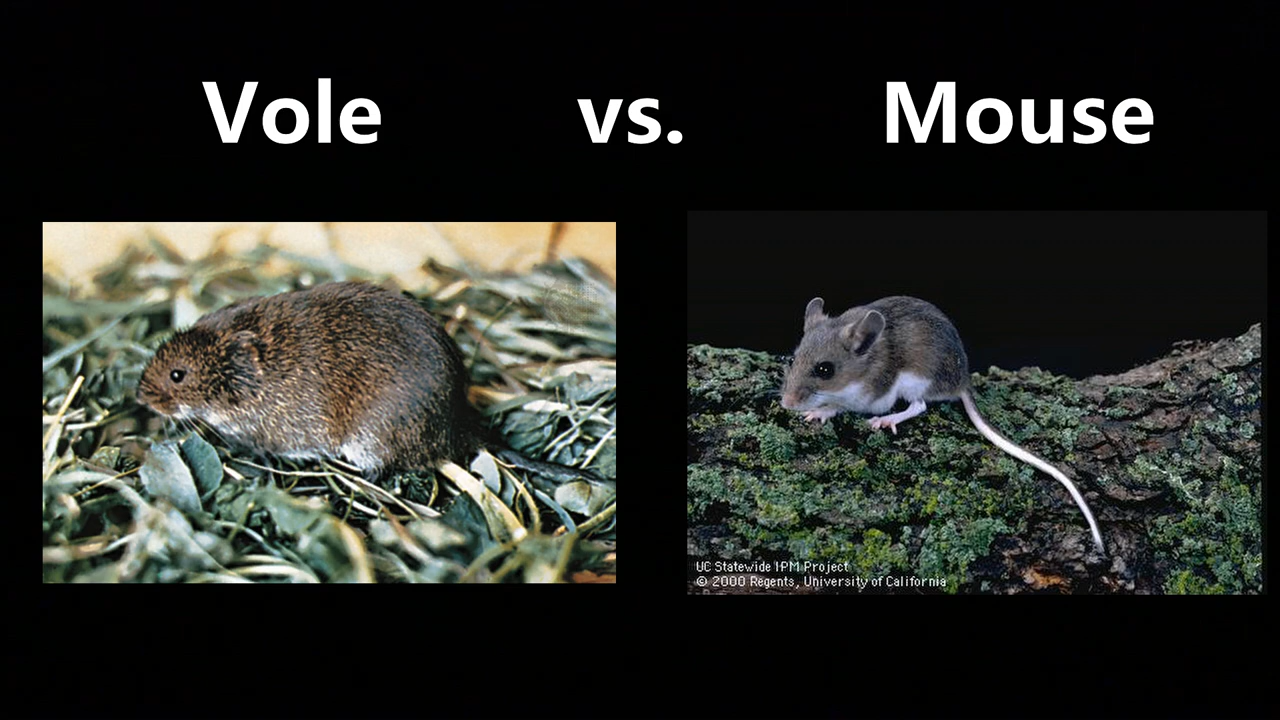 Vole vs. Mouse
UC Statewide IPM Project
© 2000 Regents, University of California